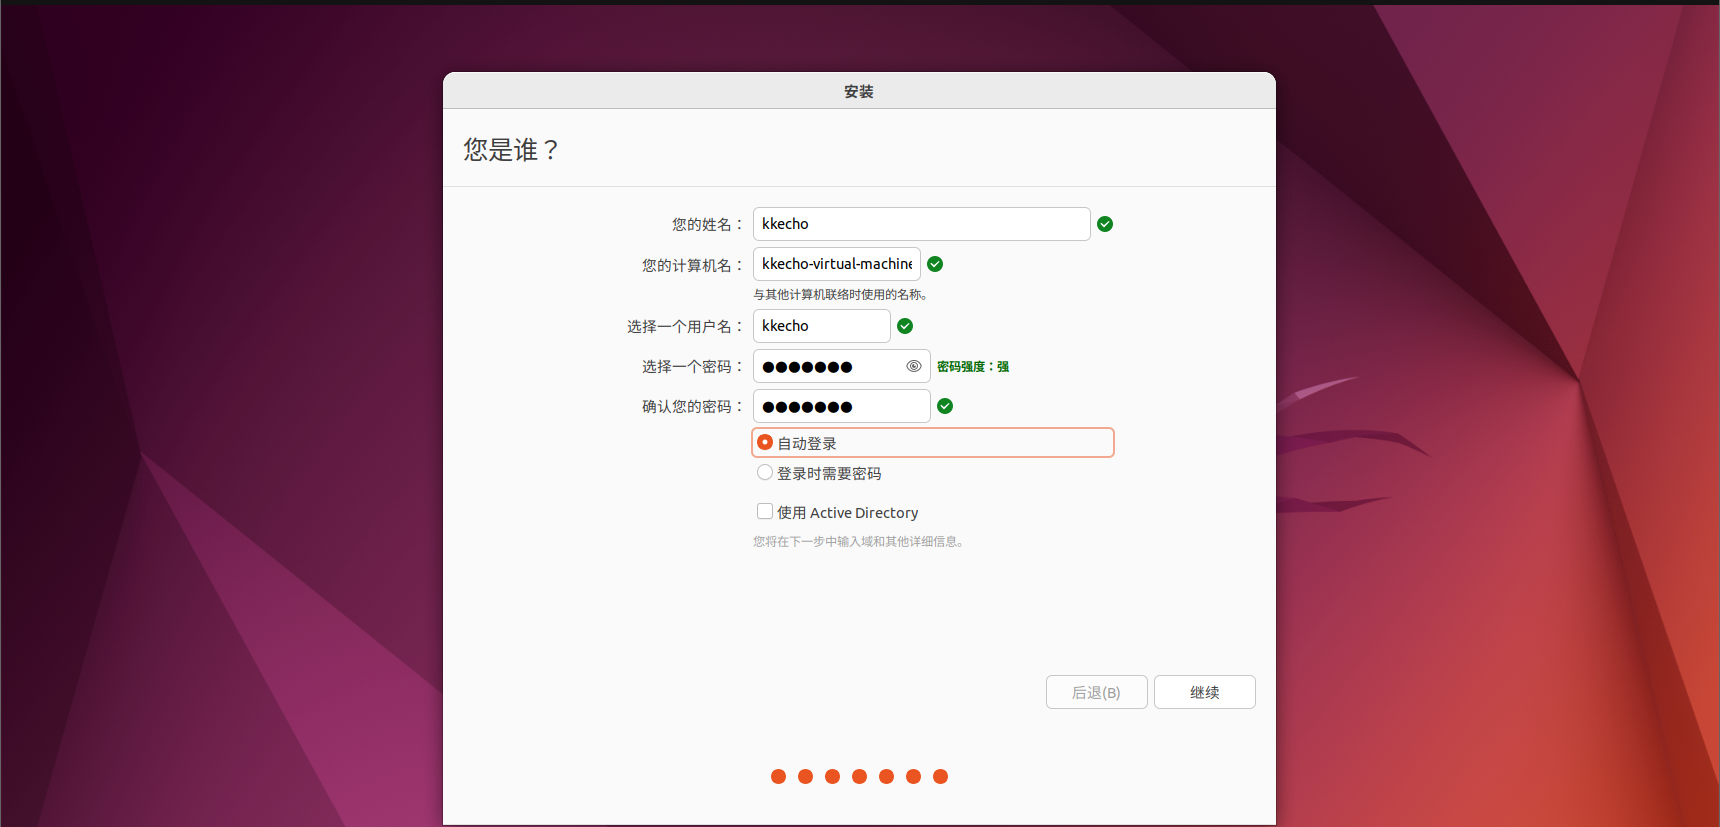 安装
您是谁？
您的姓名： kkecho
您的计算机名： kkecho-virtual-machine
与其他计算机联络时使用的名称。
选择一个用户名： kkecho
选择一个密码： ●●●●●●● 密码强度：强
确认您的密码： ●●●●●●●
自动登录
登录时需要密码
使用 Active Directory
您将在下一步中输入域和其他详细信息。
后退(B) 继续